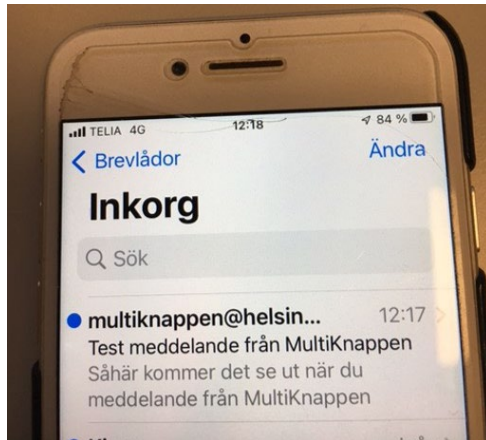 TELIA 4G 12:18 84 %
Brevlådor Ändra
Inkorg
Sök
multiknappen@helsin... 12:17
Test meddelande från MultiKnappen
Såhär kommer det se ut när du
meddelande från MultiKnappen